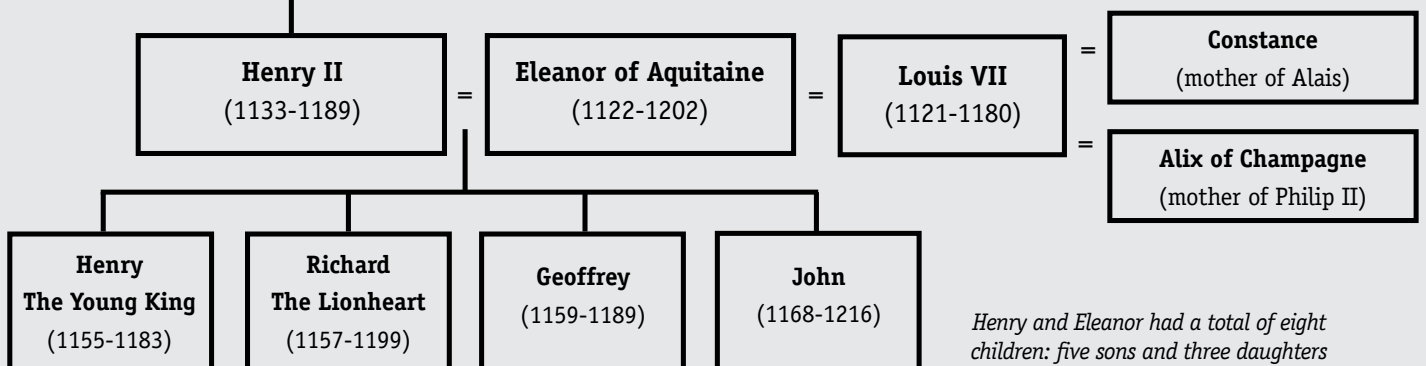 Henry II
(1133-1189)
=
Eleanor of Aquitaine
(1122-1202)
=
Louis VII
(1121-1180)
=
Constance
(mother of Alais)
=
Alix of Champagne
(mother of Philip II)
Henry
The Young King
(1155-1183)
Richard
The Lionheart
(1157-1199)
Geoffrey
(1159-1189)
John
(1168-1216)
Henry and Eleanor had a total of eight
children: five sons and three daughters